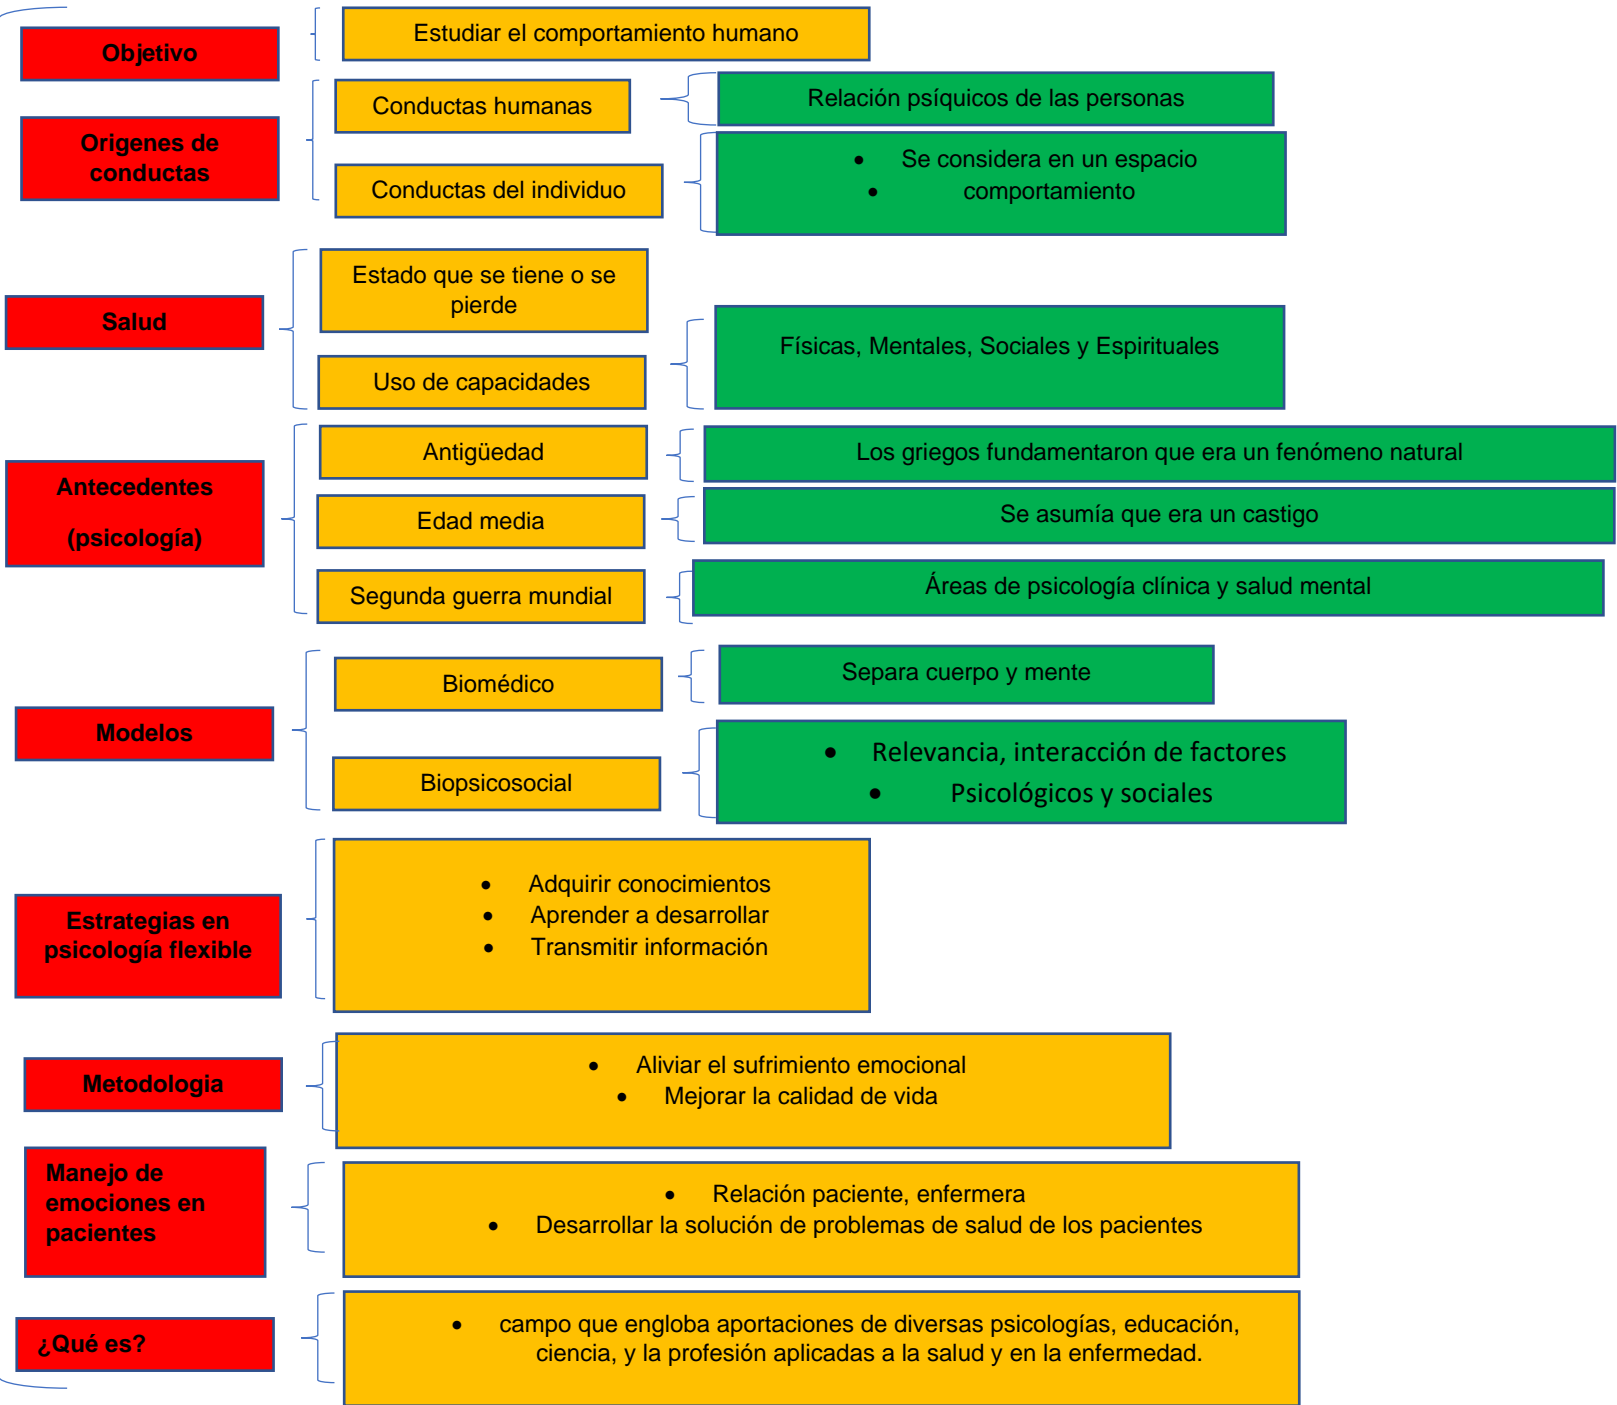 Objetivo
Estudiar el comportamiento humano
Origenes de
conductas
Conductas humanas
Relación psíquicos de las personas
Conductas del individuo
• Se considera en un espacio
• comportamiento
Salud
Estado que se tiene o se
pierde
Uso de capacidades
Físicas, Mentales, Sociales y Espirituales
Antecedentes
(psicología)
Antigüedad
Los griegos fundamentaron que era un fenómeno natural
Edad media
Se asumía que era un castigo
Segunda guerra mundial
Áreas de psicología clínica y salud mental
Modelos
Biomédico
Separa cuerpo y mente
Biopsicosocial
• Relevancia, interacción de factores
• Psicológicos y sociales
Estrategias en
psicología flexible
• Adquirir conocimientos
• Aprender a desarrollar
• Transmitir información
Metodologia
• Aliviar el sufrimiento emocional
• Mejorar la calidad de vida
Manejo de
emociones en
pacientes
• Relación paciente, enfermera
• Desarrollar la solución de problemas de salud de los pacientes
¿Qué es?
• campo que engloba aportaciones de diversas psicologías, educación,
ciencia, y la profesión aplicadas a la salud y en la enfermedad.